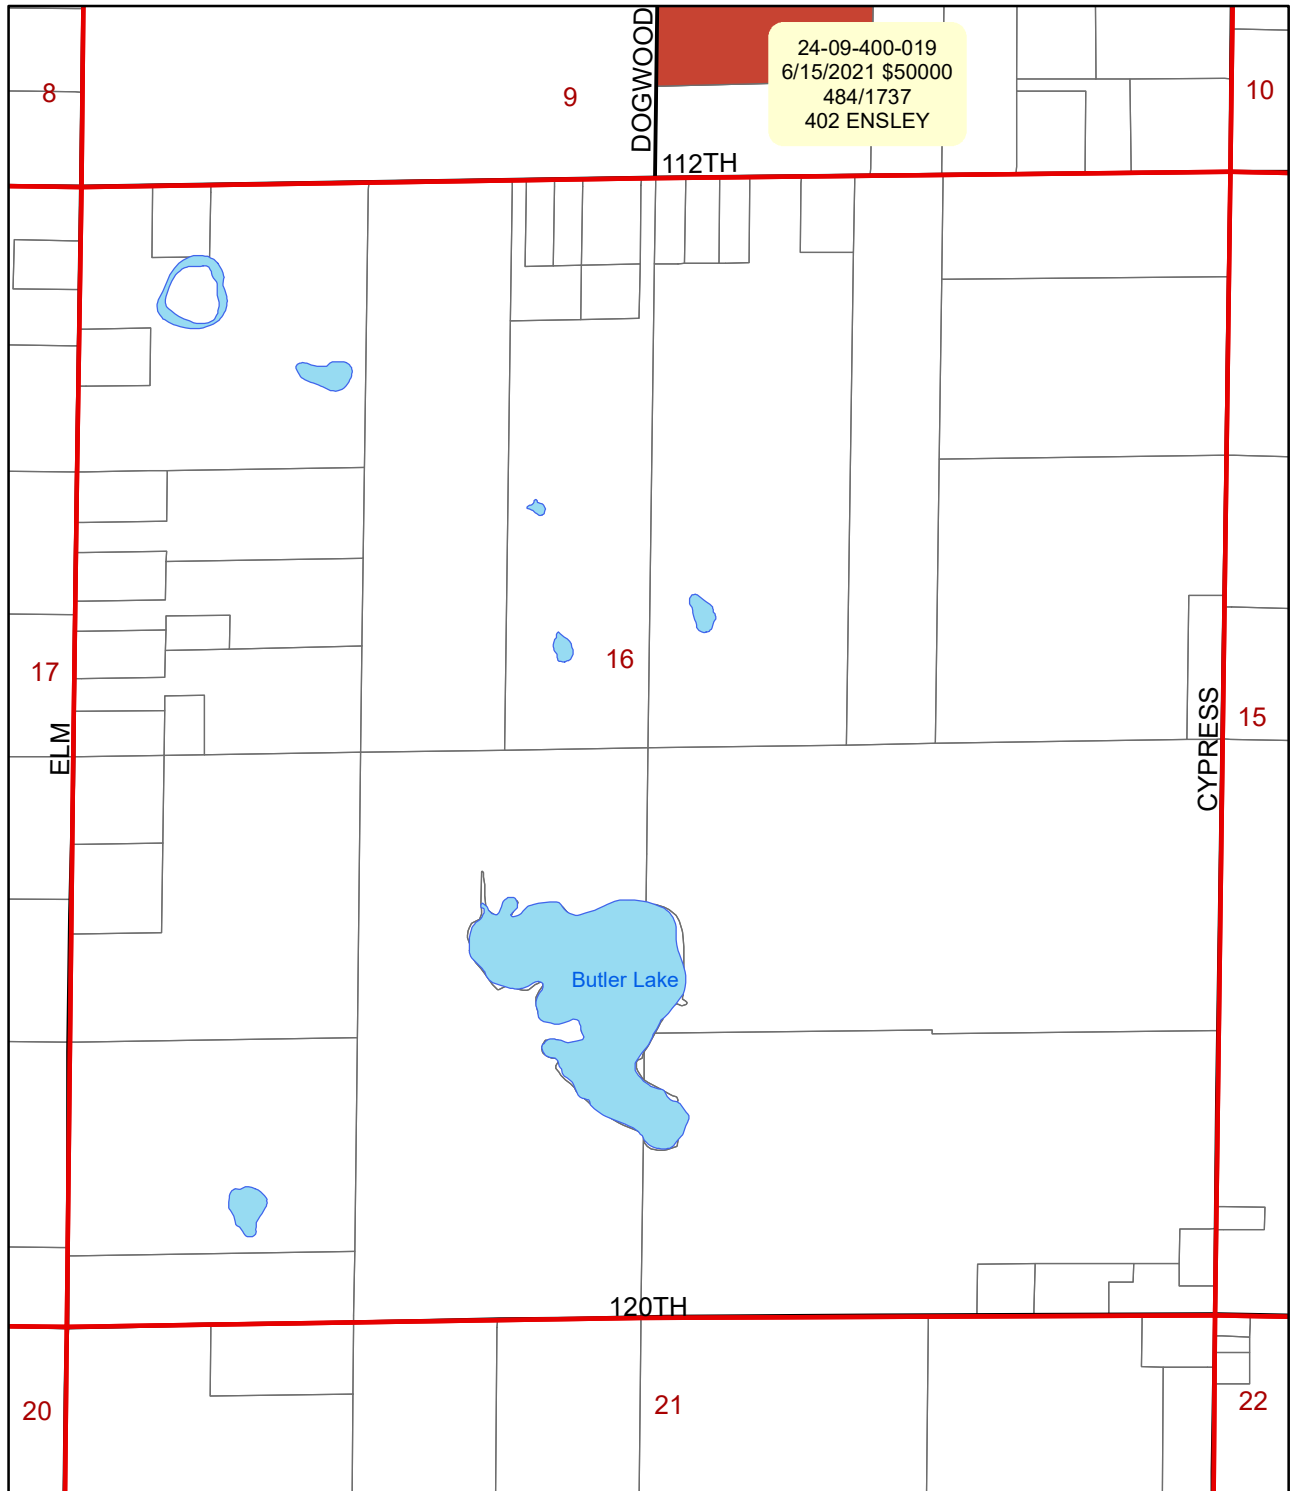 DOGWOOD
24-09-400-019
6/15/2021 $50000
484/1737
402 ENSLEY
8
9
10
112TH
16
17
15
ELM
CYPRESS
Butler Lake
120TH
20
21
22